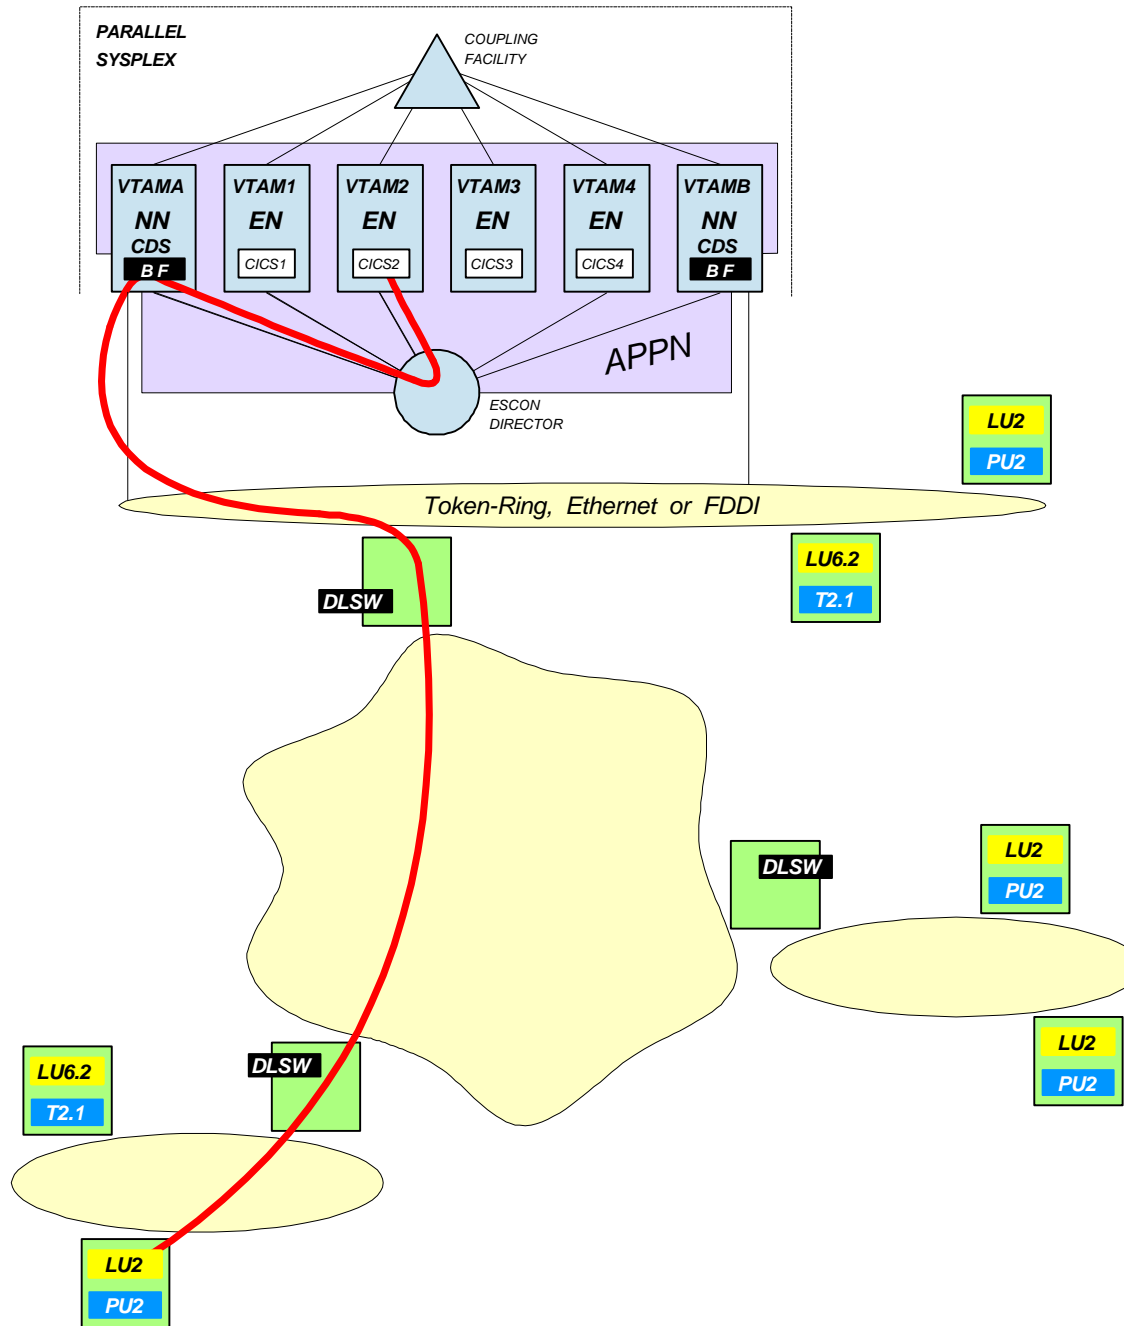 PARALLEL
SYSPLEX
COUPLING
FACILITY
VTAMA
NN
CDS
B F
VTAM1
EN
CICS1
VTAM2
EN
CICS2
VTAM3
EN
CICS3
VTAM4
EN
CICS4
VTAMB
NN
CDS
B F
APPN
ESCON
DIRECTOR
LU2
PU2
Token-Ring, Ethernet or FDDI
LU6.2
T2.1
DLSW
DLSW
LU2
PU2
LU2
PU2
DLSW
LU6.2
T2.1
LU2
PU2